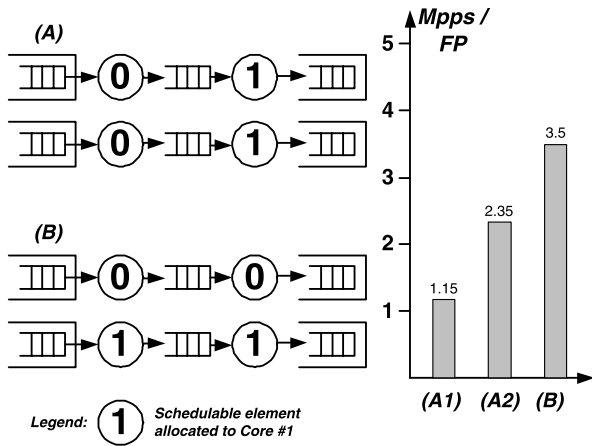 (A)
0 1
0 1
(B)
0 0
1 1
Legend: 1 Schedulable element
allocated to Core #1
Mpps /
FP
5
4
3
2
1
1.15
2.35
3.5
(A1) (A2) (B)